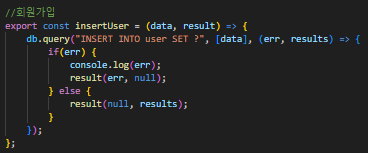 //회원가입
export const insertUser = (data, result) => {
    db.query("INSERT INTO user SET ?", [data], (err, results) => {
        if(err) {
            console.log(err);
            result(err, null);
        } else {
            result(null, results);
        }
    });
};